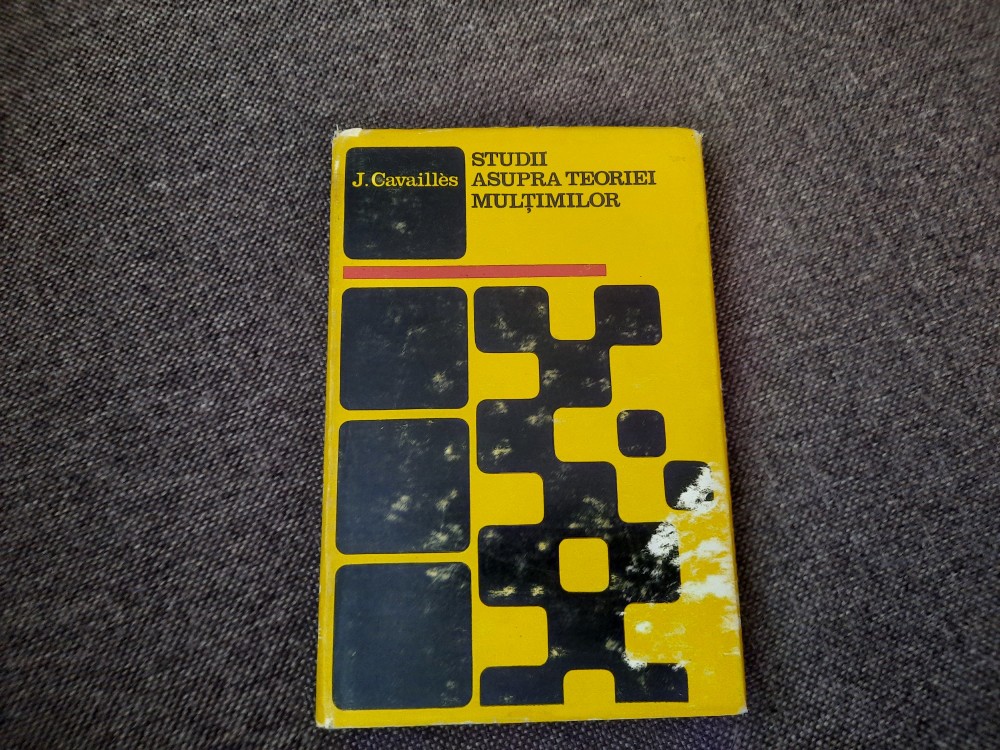 J. Cavaillès
STUDII
ASUPRA TEORIEI
MULȚIMILOR